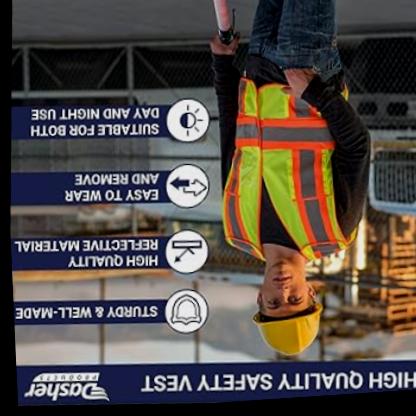 HIGH QUALITY SAFETY VEST
Dasher
PRODUCTS
STURDY & WELL-MADE
HIGH QUALITY
REFLECTIVE MATERIAL
EASY TO WEAR
AND REMOVE
SUITABLE FOR BOTH
DAY AND NIGHT USE